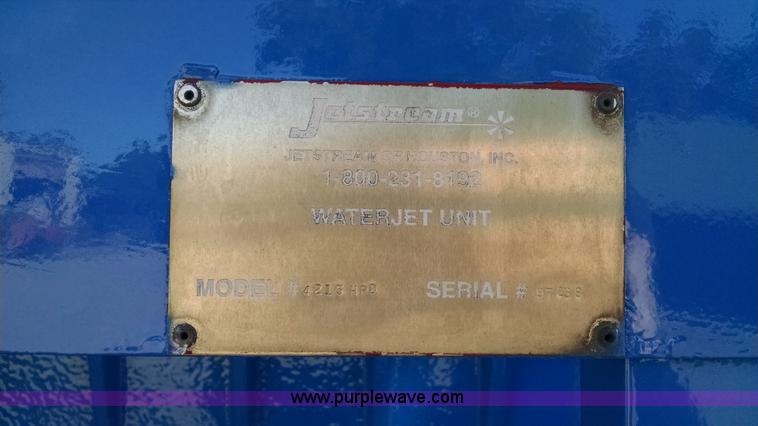 Jetstream®
JETSTREAM OF HOUSTON, INC.
1-800-231-8192
WATERJET UNIT
MODEL # SERIAL #
www.purplewave.com